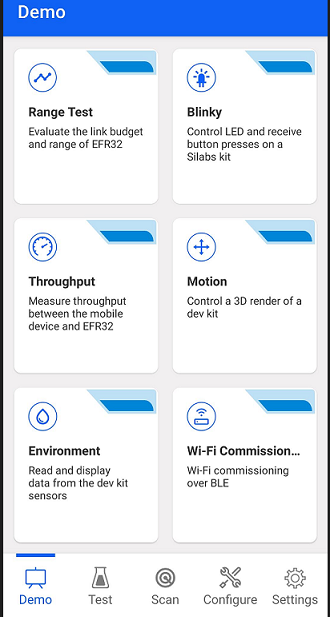 Demo
Range Test
Evaluate the link budget
and range of EFR32
Blinky
Control LED and receive
button presses on a
Silabs kit
Throughput
Measure throughput
between the mobile
device and EFR32
Motion
Control a 3D render of a
dev kit
Environment
Read and display
data from the dev kit
sensors
Wi-Fi Commission...
Wi-Fi commissioning
over BLE
Demo
Test
Scan
Configure
Settings